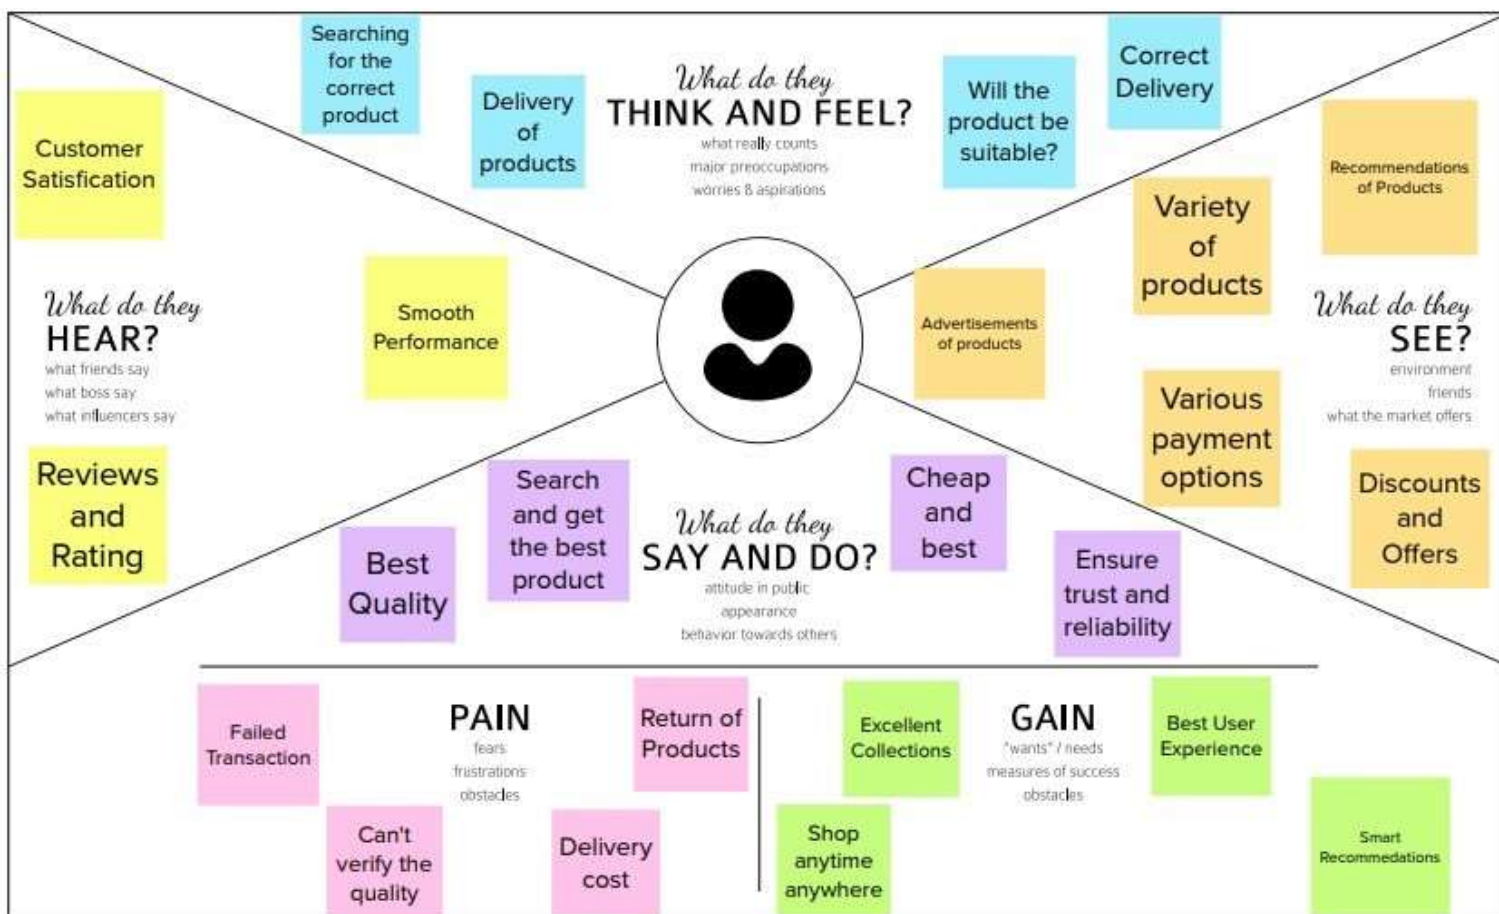 Searching
for the
correct
product
Delivery
of
products
What do they
THINK AND FEEL?
what really counts
major preoccupations
worries & aspirations
Will the
product be
suitable?
Correct
Delivery
Customer
Satisfication
Smooth
Performance
What do they
HEAR?
what friends say
what boss say
what influencers say
Reviews
and
Rating
Recommendations
of Products
Variety
of
products
Advertisements
of products
What do they
SEE?
environment
friends
what the market offers
Various
payment
options
Discounts
and
Offers
Best
Quality
Search
and get
the best
product
What do they
SAY AND DO?
attitude in public
appearance
behavior towards others
Cheap
and
best
Ensure
trust and
reliability
Failed
Transaction
PAIN
fears
frustrations
obstacles
Return of
Products
Can't
verify the
quality
Delivery
cost
Excellent
Collections
GAIN
"wants" / needs
measures of success
obstacles
Best User
Experience
Shop
anytime
anywhere
Smart
Recommedations